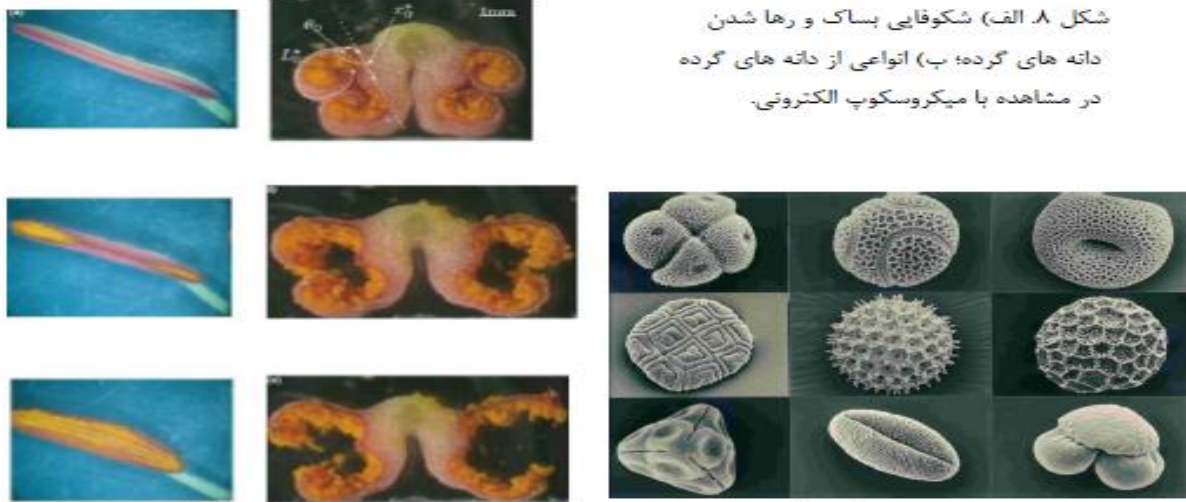 شکل ۸. الف) شکوفایی بساک و رها شدن
دانه های گرده؛ ب) انواعی از دانه های گرده
در مشاهده با میکروسکوپ الکترونی.
1mm